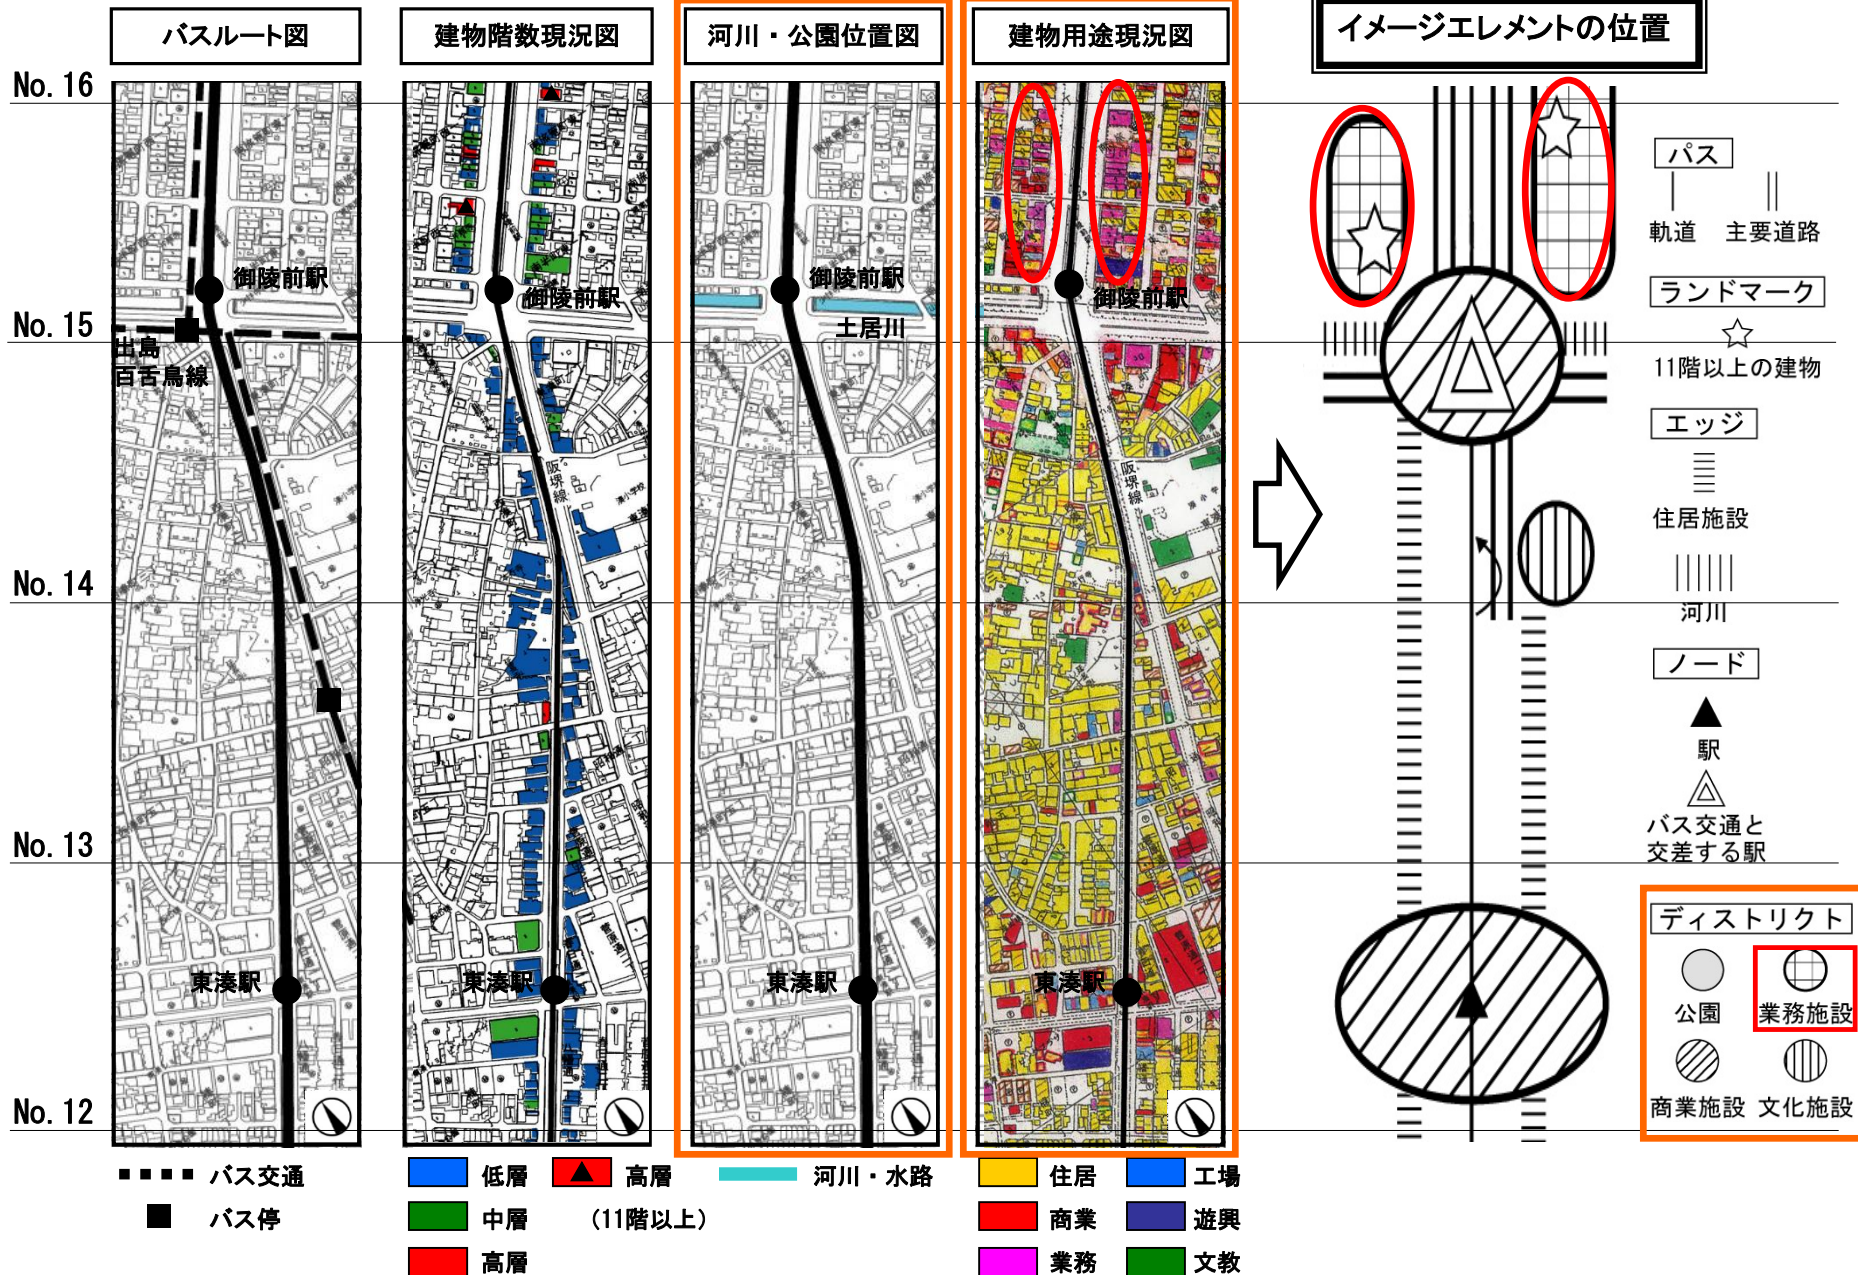 バスルート図
建物階数現況図
河川・公園位置図
建物用途現況図
イメージエレメントの位置
No. 16
No. 15
No. 14
No. 13
No. 12
御陵前駅
出島
百舌鳥線
東湊駅
御陵前駅
阪堺線
東湊駅
御陵前駅
土居川
東湊駅
御陵前駅
阪堺線
東湊駅
パス
軌道
主要道路
ランドマーク
11階以上の建物
エッジ
住居施設
河川
ノード
駅
バス交通と
交差する駅
ディストリクト
公園
業務施設
商業施設
文化施設
バス交通
バス停
低層
高層
中層
（11階以上）
高層
河川・水路
住居
工場
商業
遊興
業務
文教